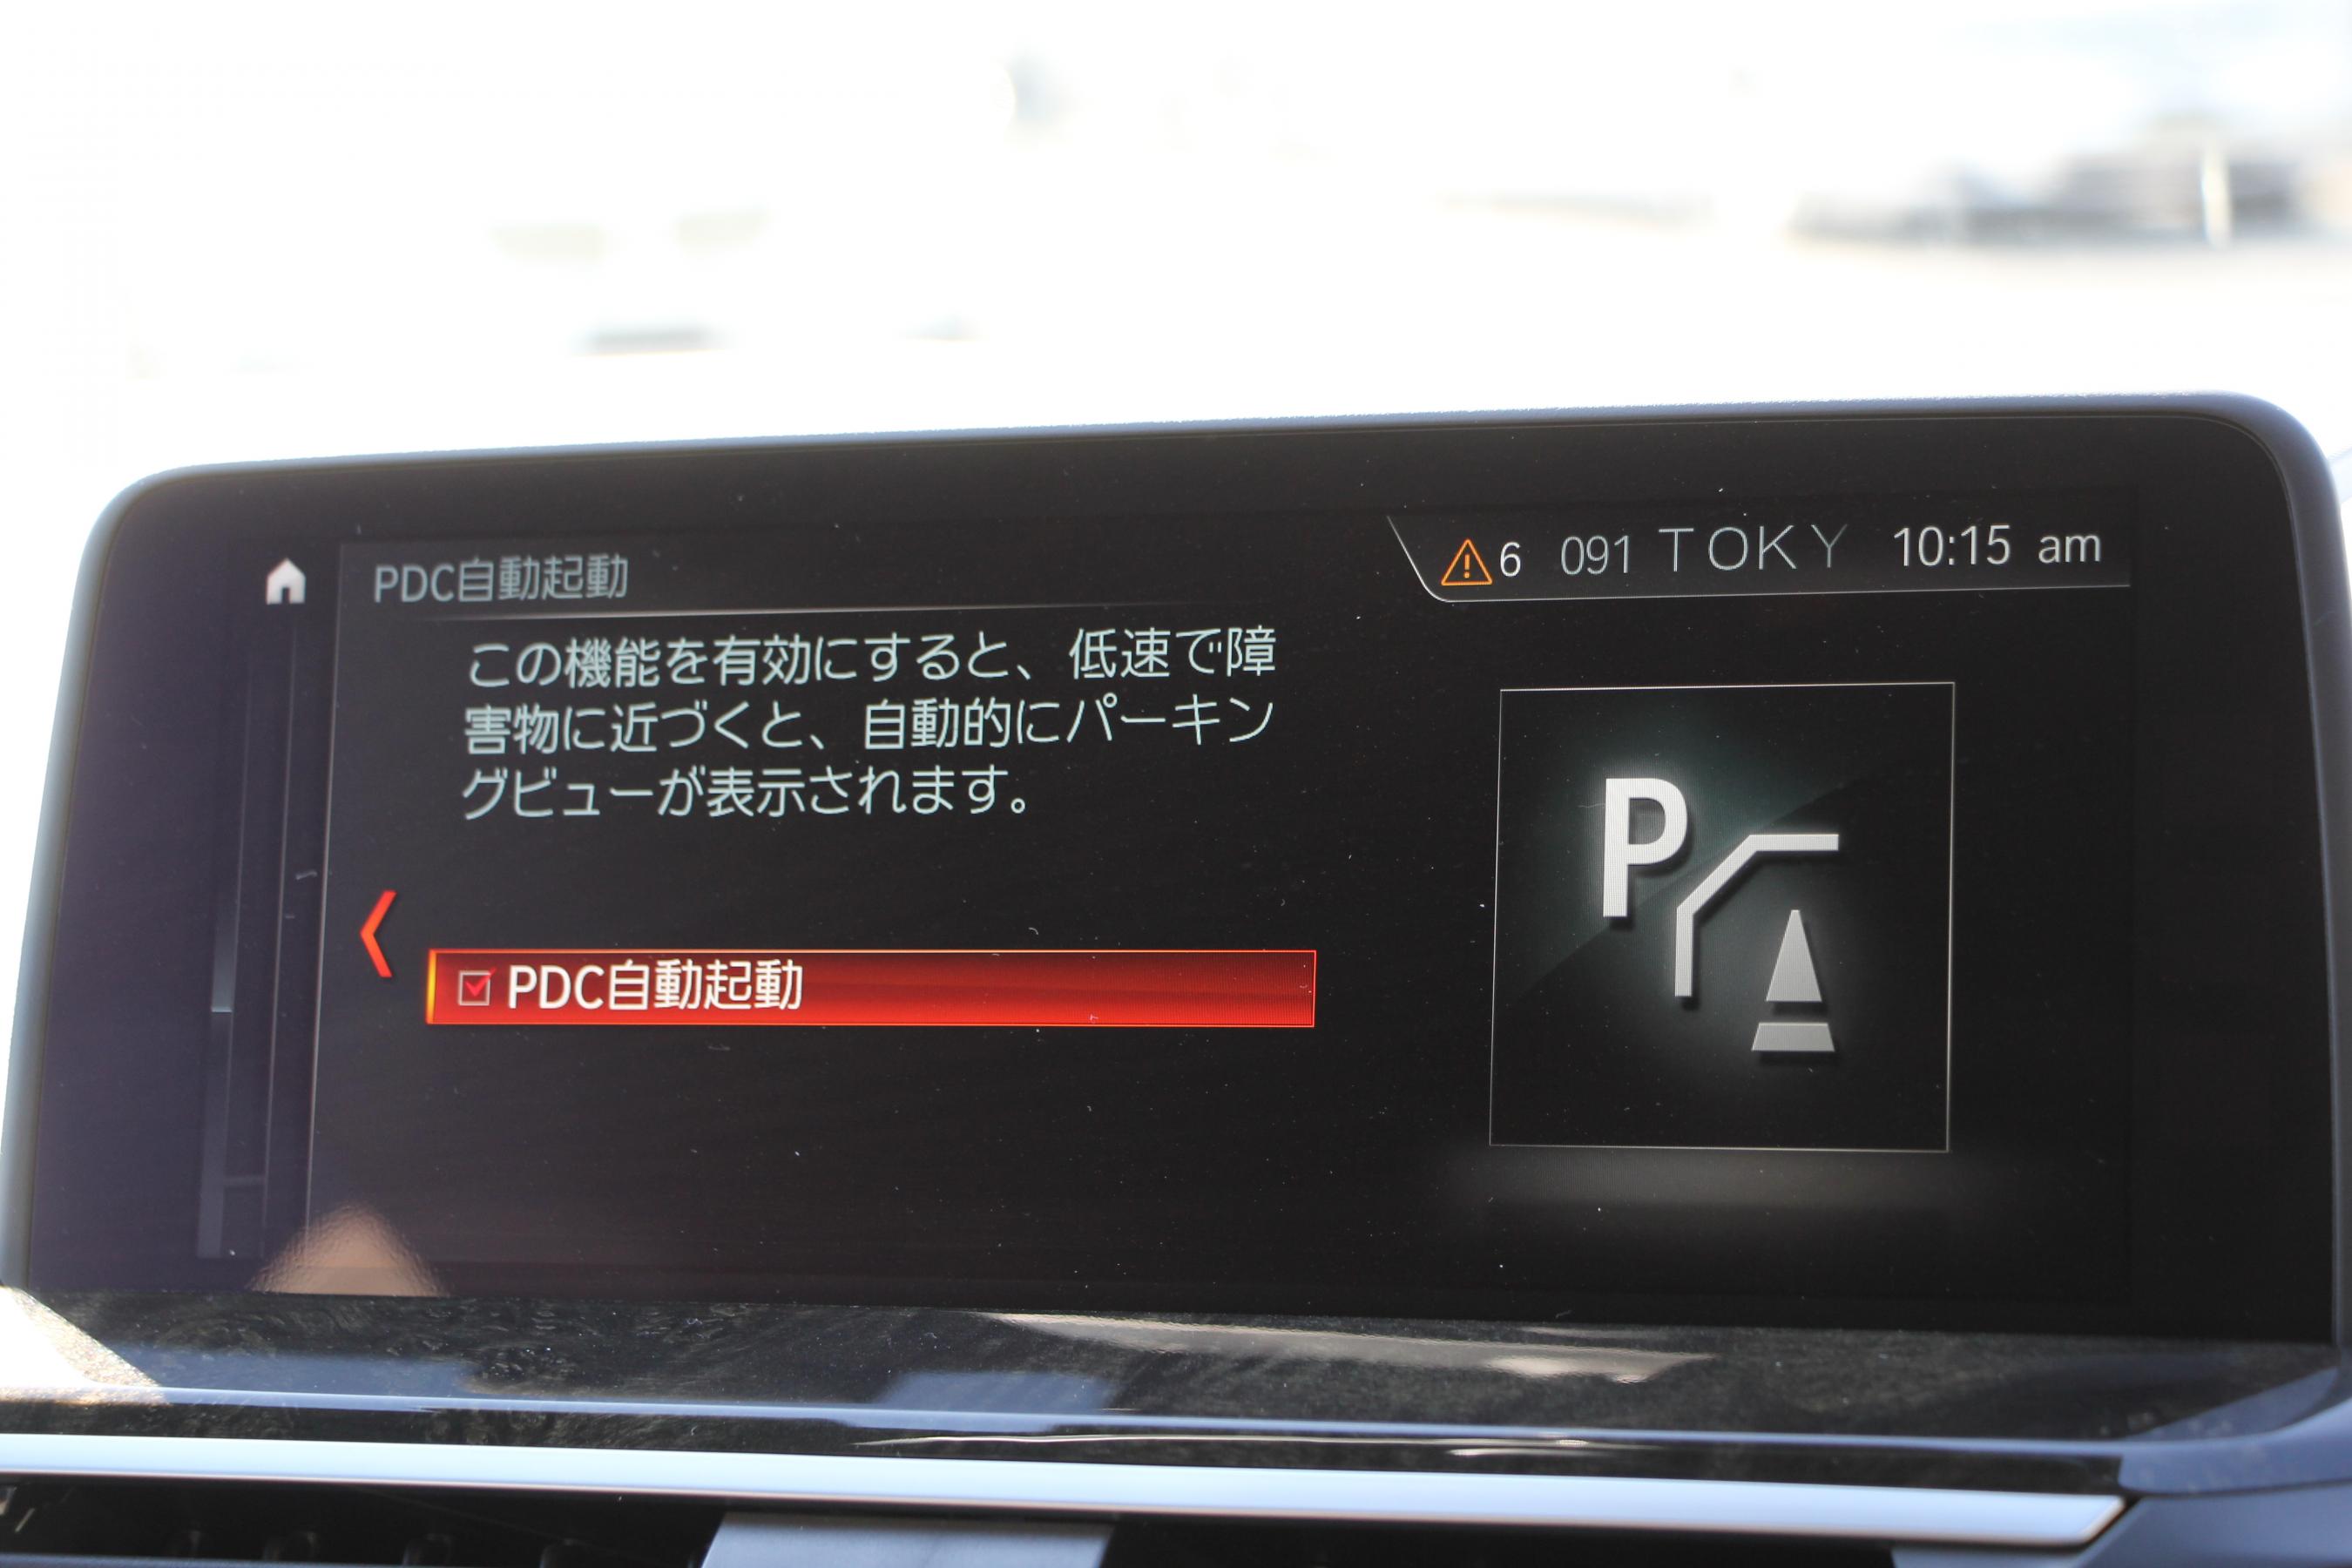 PDC自動起動
6 091 TOKY 10:15 am
この機能を有効にすると、低速で障
害物に近づくと、自動的にパーキン
グビューが表示されます。
P
PDC自動起動